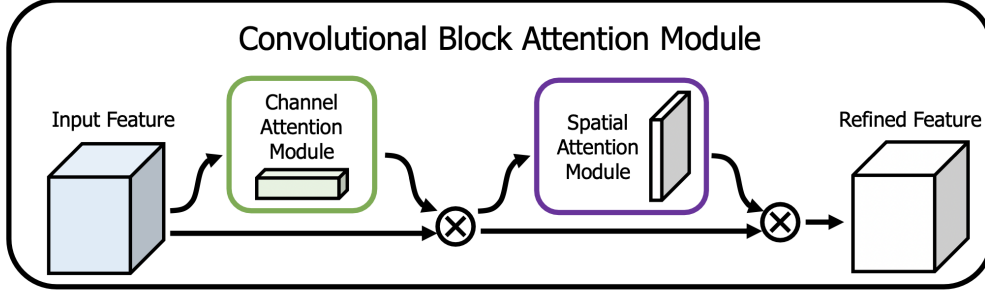 Convolutional Block Attention Module
Input Feature
Channel
Attention
Module
Spatial
Attention
Module
Refined Feature